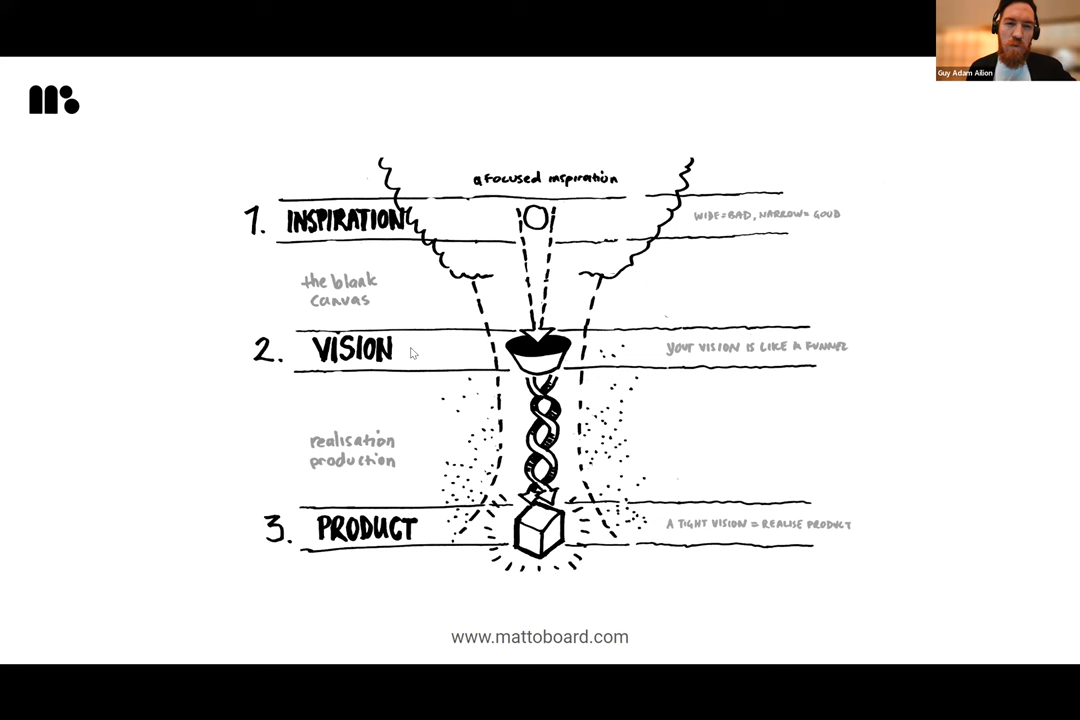 Guy Adam Ailion
a focused inspiration
1. INSPIRATION
WIDE=BAD, NARROW=GOOD
the blank
canvas
2. VISION
YOUR VISION IS LIKE A FUNNEL
realisation
production
3. PRODUCT
A TIGHT VISION = REALISE PRODUCT
www.mattoboard.com